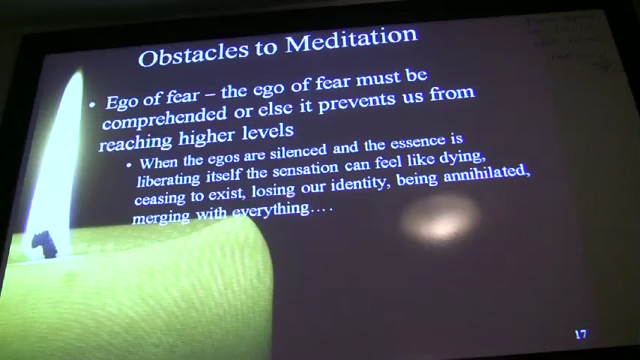 Obstacles to Meditation
• Ego of fear – the ego of fear must be
comprehended or else it prevents us from
reaching higher levels
• When the egos are silenced and the essence is
liberating itself the sensation can feel like dying,
ceasing to exist, losing our identity, being annihilated,
merging with everything….
17